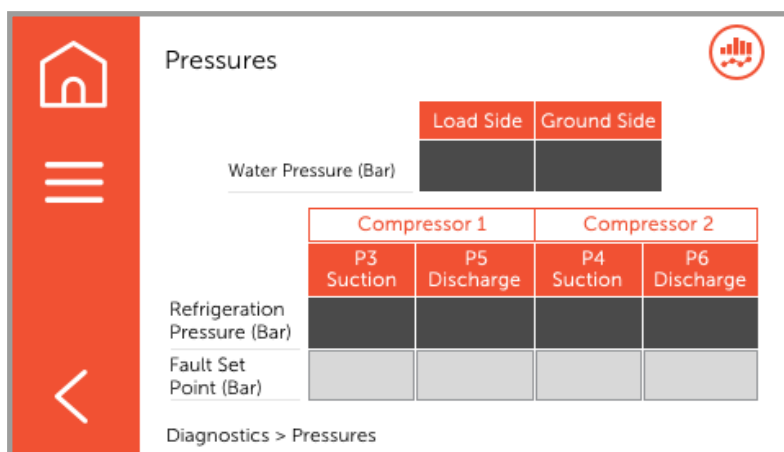 Pressures
Load Side Ground Side
Water Pressure (Bar)
Compressor 1 Compressor 2
P3 P5 P4 P6
Suction Discharge Suction Discharge
Refrigeration
Pressure (Bar)
Fault Set
Point (Bar)
Diagnostics > Pressures